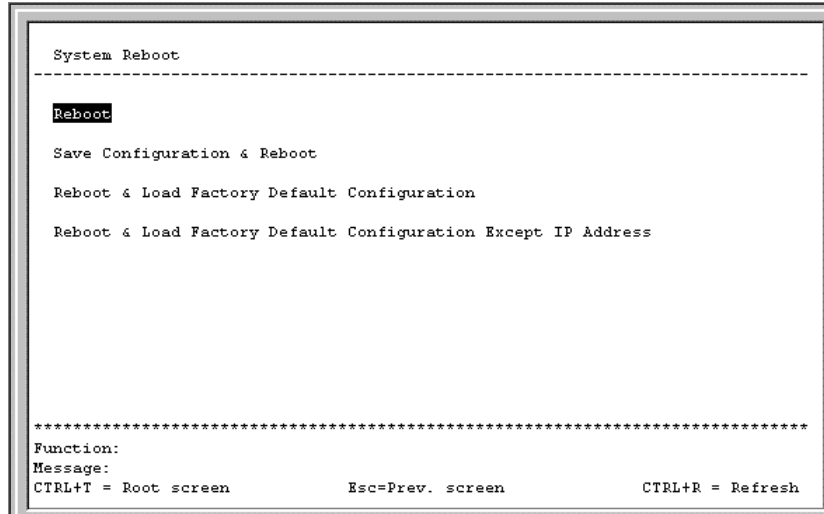 System Reboot
--------------------------------------------------------------------------------
Reboot
Save Configuration & Reboot
Reboot & Load Factory Default Configuration
Reboot & Load Factory Default Configuration Except IP Address
********************************************************************************
Function:
Message:
CTRL+T = Root screen Esc=Prev. screen CTRL+R = Refresh